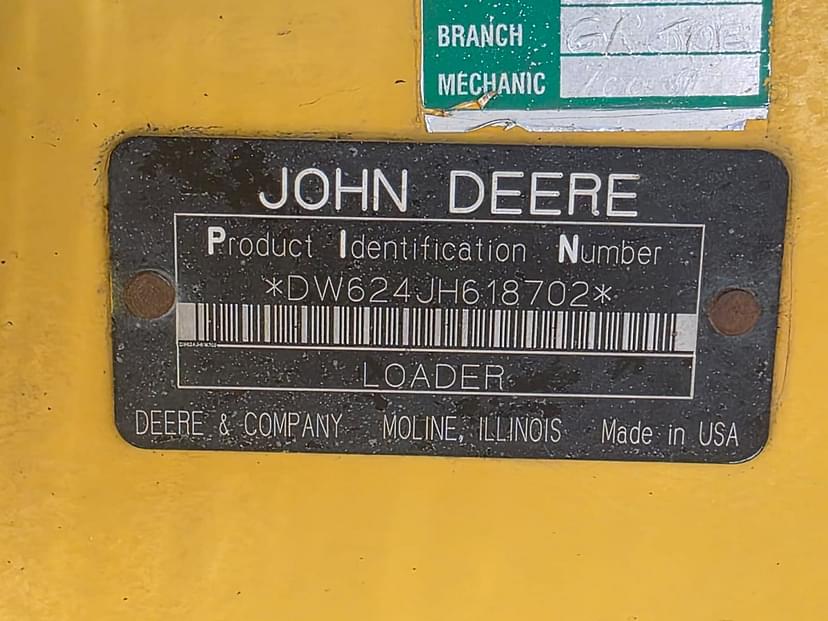 BRANCH
MECHANIC
JOHN DEERE
Product Identification Number
*DW624JH618702*
LOADER
DEERE & COMPANY MOLINE, ILLINOIS Made in USA